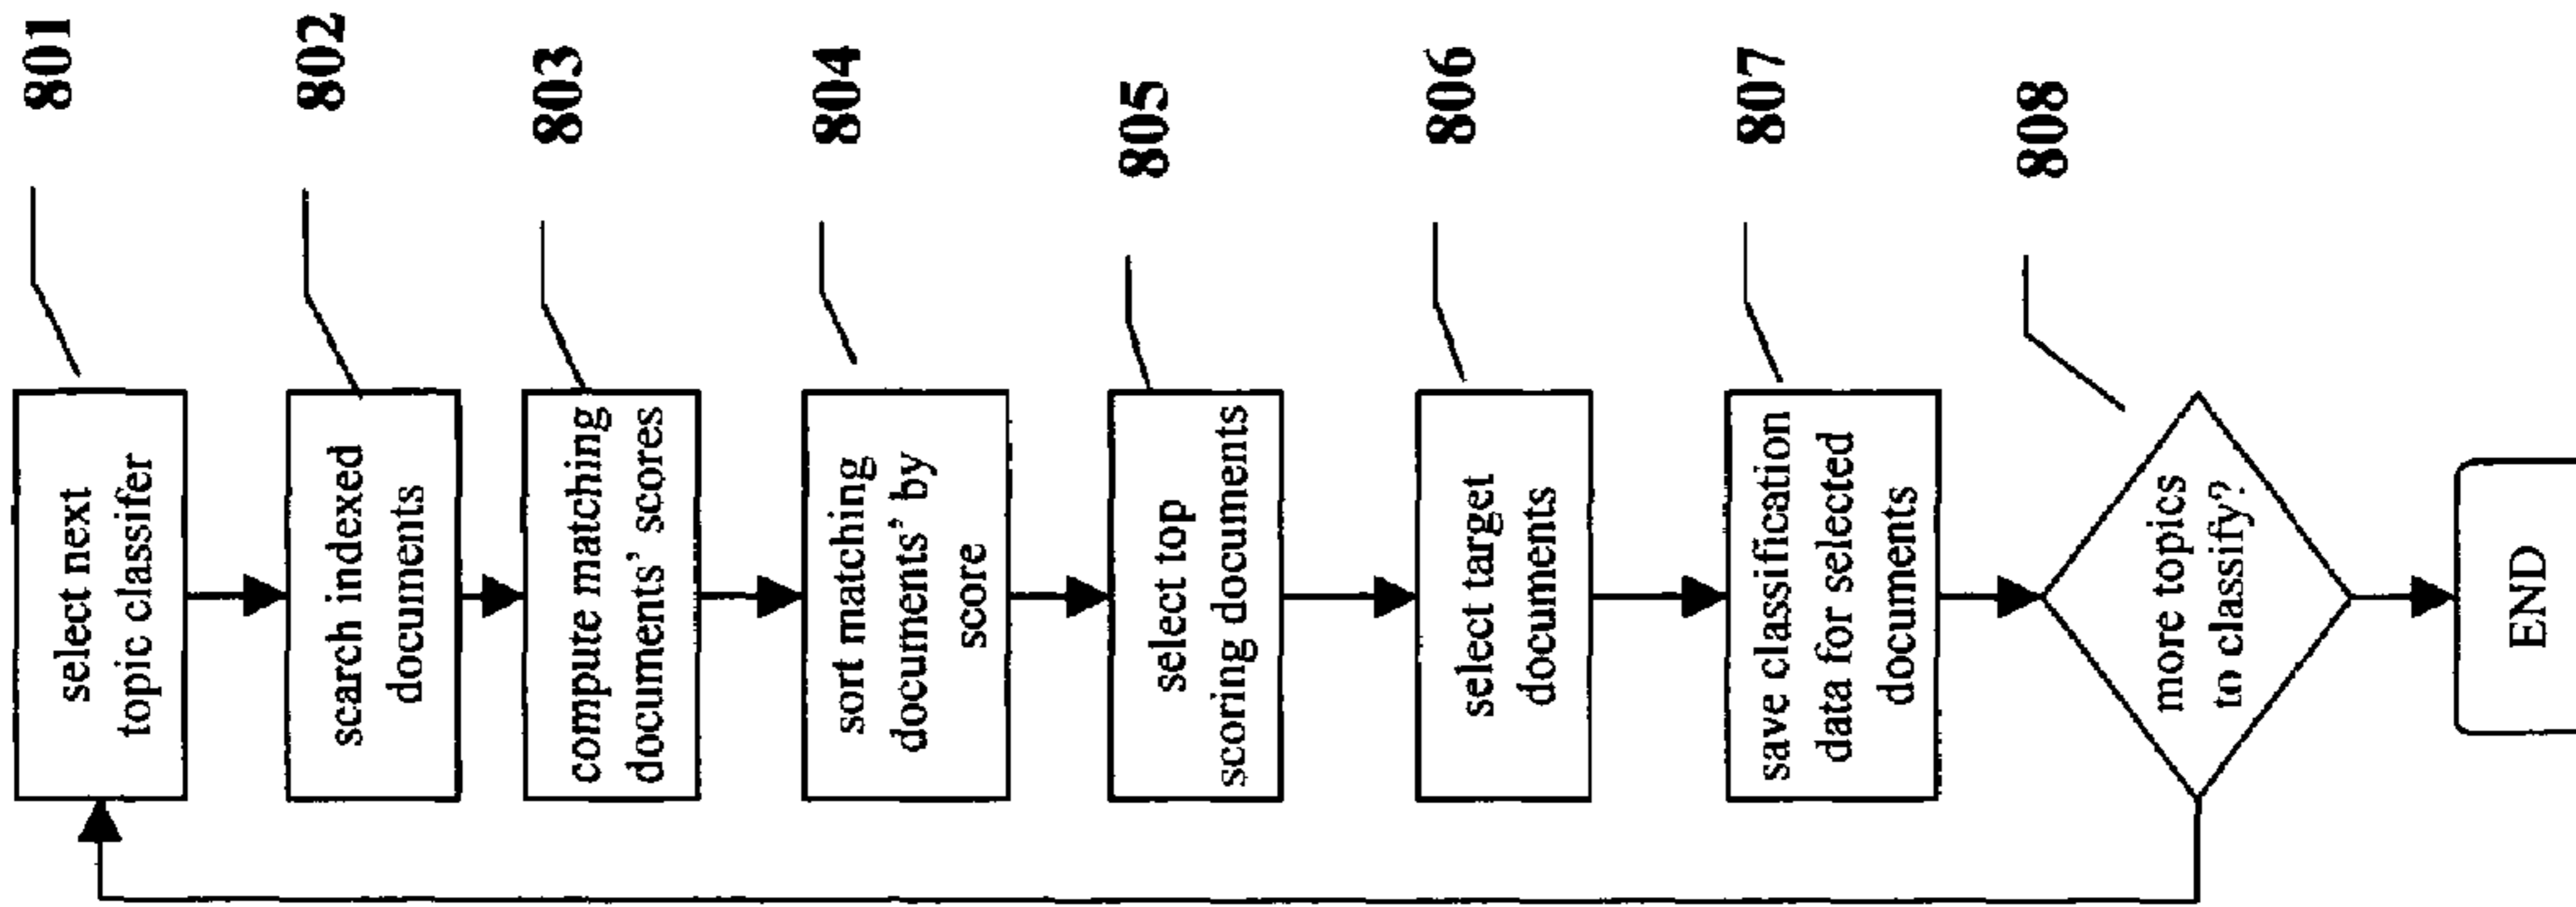 801
select next
topic classifer
802
search indexed
documents
803
compute matching
documents' scores
804
sort matching
documents' by
score
805
select top
scoring documents
806
select target
documents
807
save classification
data for selected
documents
808
more topics
to classify?
END